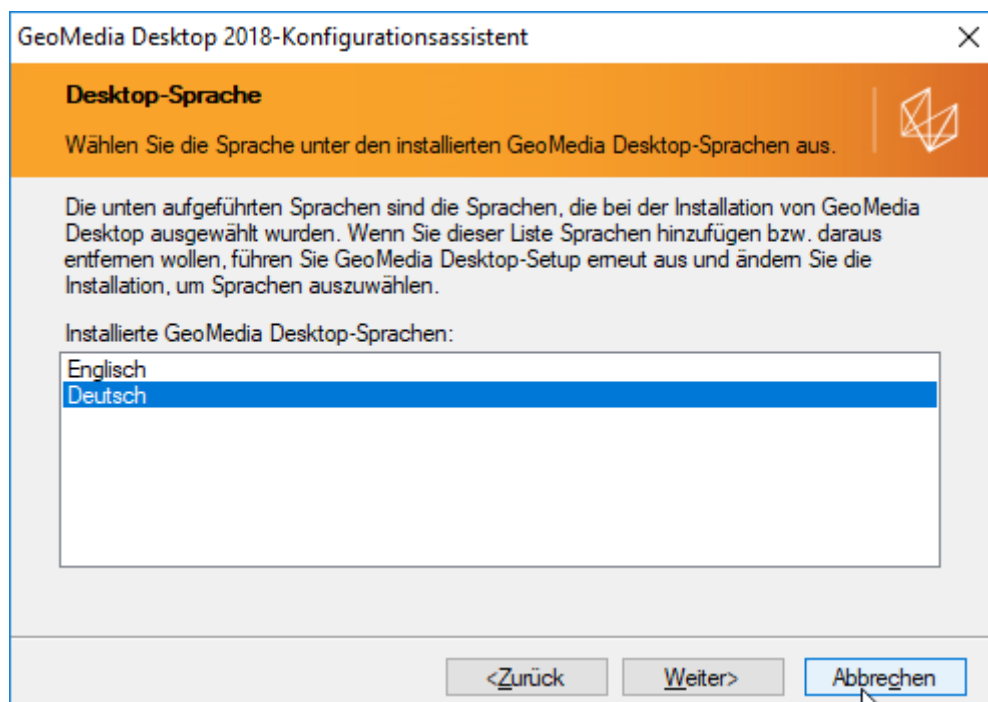 GeoMedia Desktop 2018-Konfigurationsassistent
Desktop-Sprache
Wählen Sie die Sprache unter den installierten GeoMedia Desktop-Sprachen aus.
Die unten aufgeführten Sprachen sind die Sprachen, die bei der Installation von GeoMedia
Desktop ausgewählt wurden. Wenn Sie dieser Liste Sprachen hinzufügen bzw. daraus
entfernen wollen, führen Sie GeoMedia Desktop-Setup erneut aus und ändern Sie die
Installation, um Sprachen auszuwählen.
Installierte GeoMedia Desktop-Sprachen:
Englisch
Deutsch
<Zurück Weiter> Abbrechen